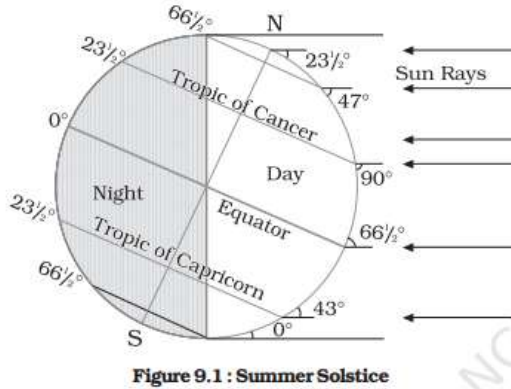 66½° N
23½° 23½°
Sun Rays
47°
Tropic of Cancer
0°
Day 90°
Night
23½° Equator 66½°
Tropic of Capricorn
66½° 43°
S 0°
Figure 9.1 : Summer Solstice